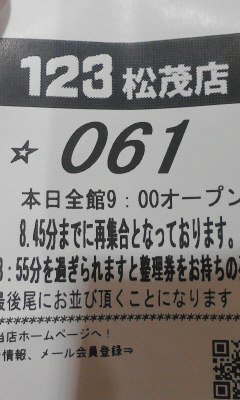 123 松茂店
☆ 061
本日全館9：00オープン
8.45分までに再集合となっております。
8：55分を過ぎられますと整理券をお持ちの
最後尾にお並び頂くことになります
********************************
当店ホームページへ！
情報、メール会員登録⇒